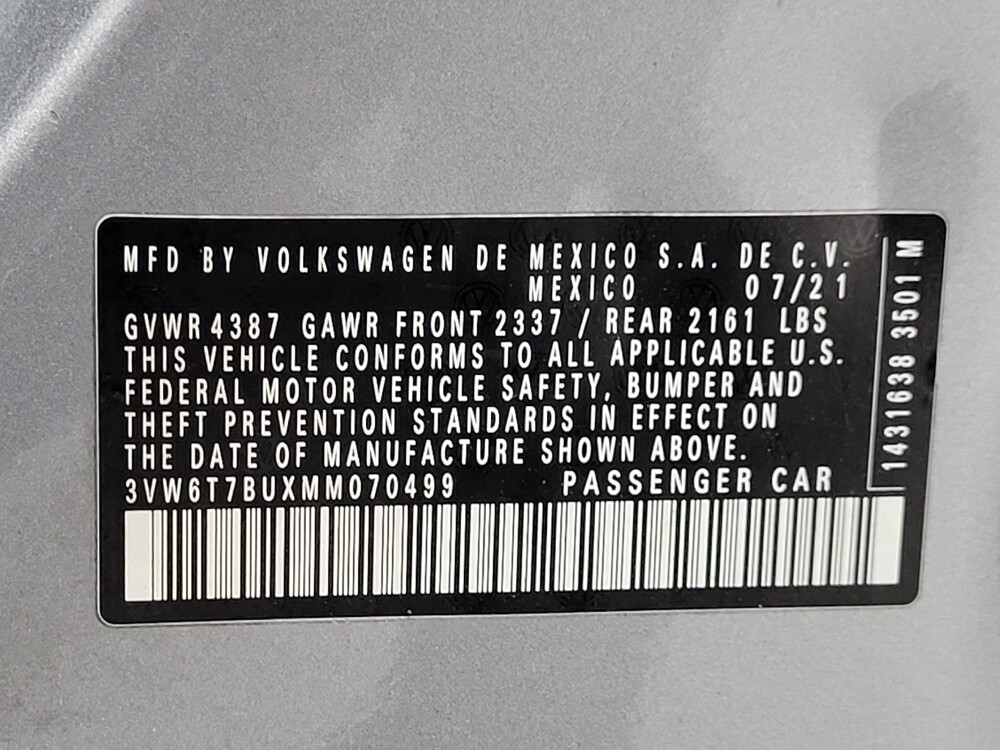 MFD BY VOLKSWAGEN DE MEXICO S.A. DE C.V.
MEXICO 07/21
GVWR 4387 GAWR FRONT 2337 / REAR 2161 LBS
THIS VEHICLE CONFORMS TO ALL APPLICABLE U.S.
FEDERAL MOTOR VEHICLE SAFETY, BUMPER AND
THEFT PREVENTION STANDARDS IN EFFECT ON
THE DATE OF MANUFACTURE SHOWN ABOVE.
3VW6T7BUXMM070499 PASSENGER CAR
1431638 3501 M